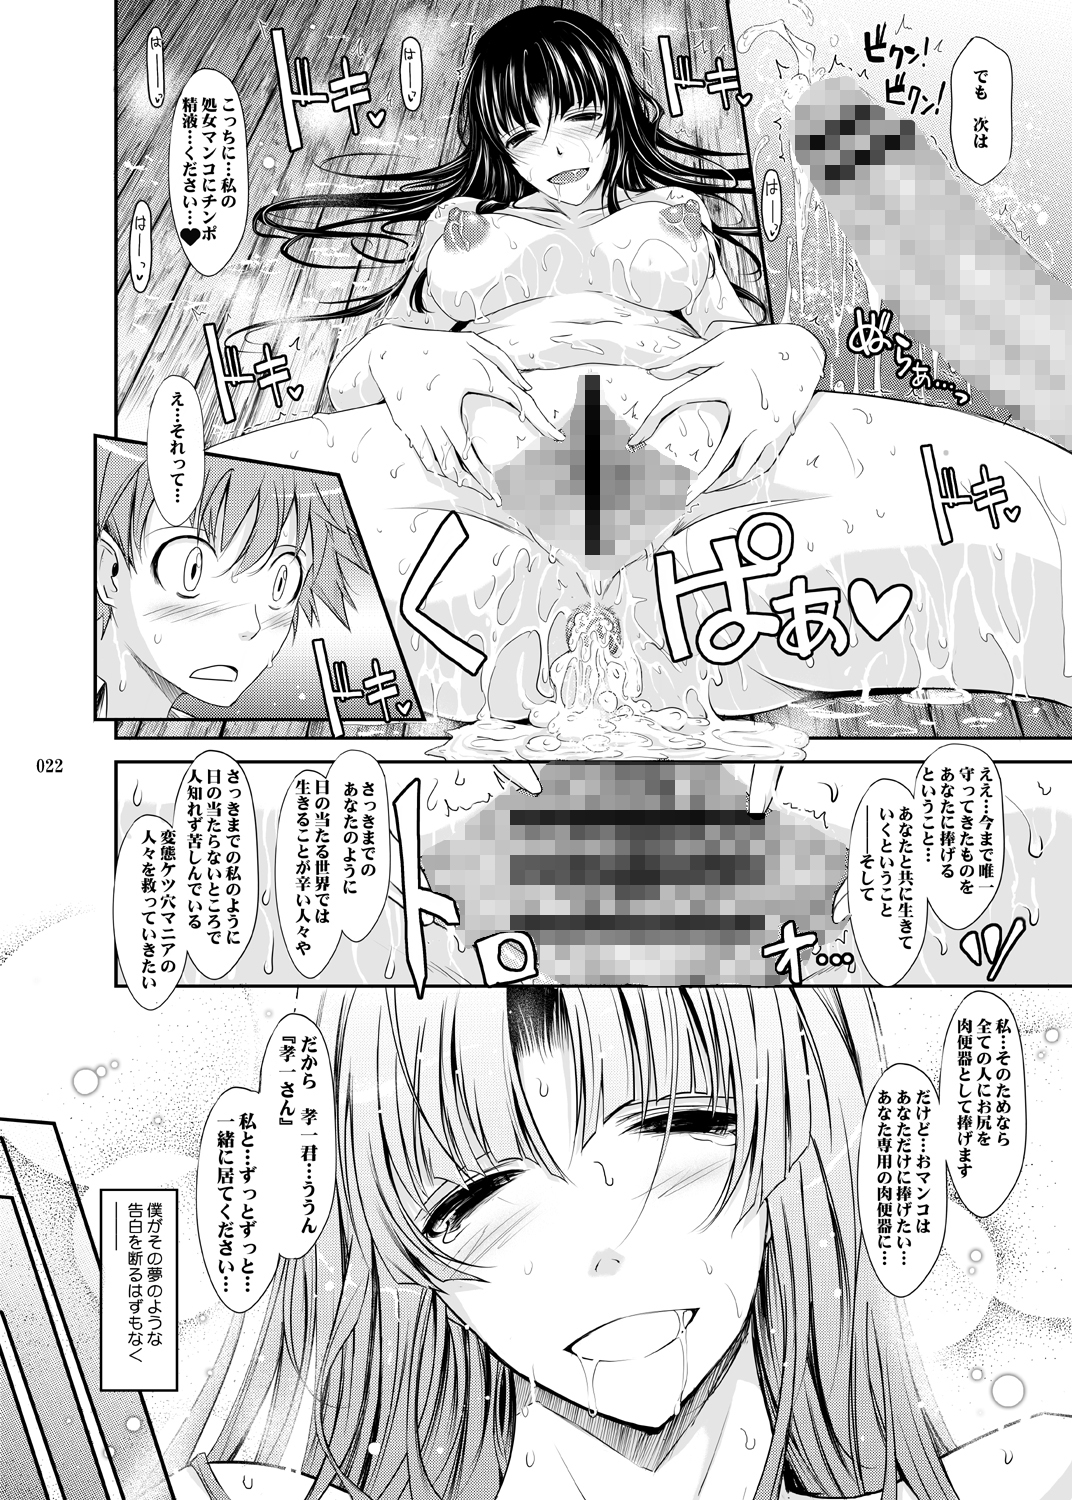 でも 次は
ビクン!
ビクン!
ぬらぁ…っ
こっちに…私の
処女マンコにチンポ
精液…ください…♥
はーっ
はーっ
はーっ
はーっ
ドキ
ドキ
ドキ
ドキ
ドキ
え…それって…
くぱぁ♡
ええ…今まで唯一
守ってきたものを
あなたに捧げる
ということ…
あなたと共に生きて
いくということ
――そして
さっきまでの
あなたのように
日の当たる世界では
生きることが辛い人々や
さっきまでの私のように
日の当たらないところで
人知れず苦しんでいる
変態ケツ穴マニアの
人々を救っていきたい
022
私…そのためなら
全ての人にお尻を
肉便器として捧げます
だけど…おマンコは
あなただけに捧げたい…
あなた専用の肉便器に…
だから 孝一君…ううん
『孝一さん』
私と…ずっとずっと…
一緒に居てください…
僕がその夢のような
告白を断るはずもなく
――